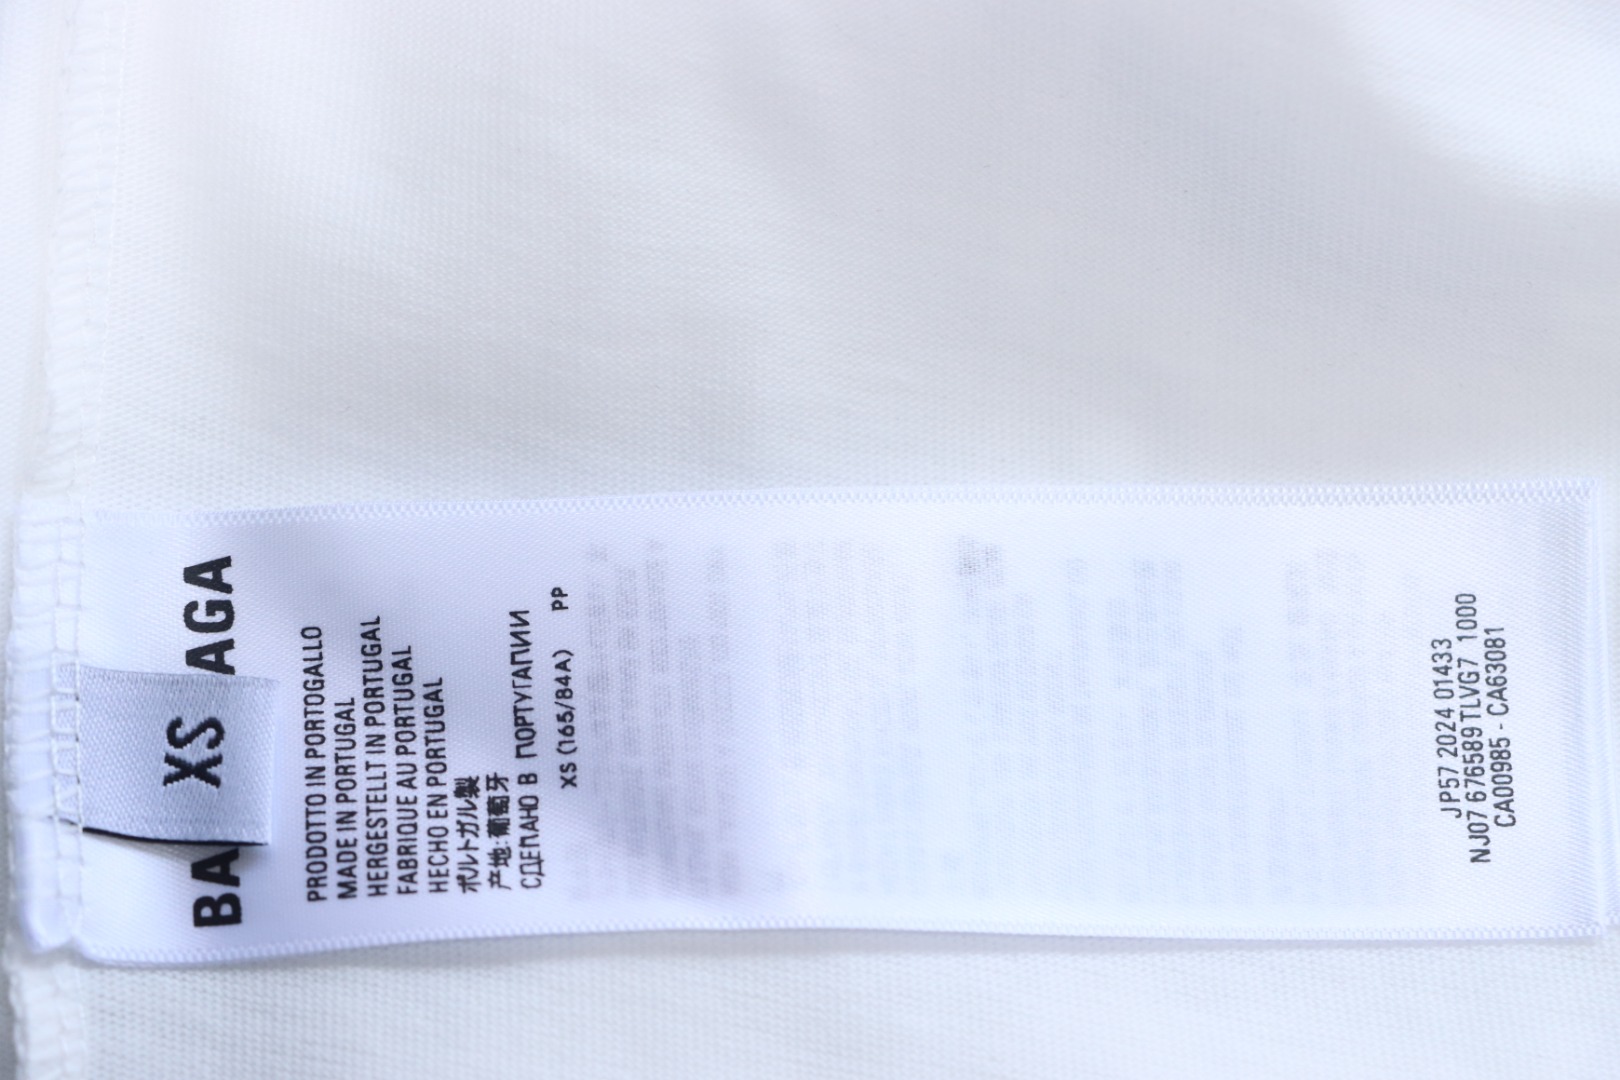 XS
BA AGA
PRODOTTO IN PORTOGALLO
MADE IN PORTUGAL
HERGESTELLT IN PORTUGAL
FABRIQUE AU PORTUGAL
HECHO EN PORTUGAL
ポルトガル製
产地:葡萄牙
СДЕЛАНО В ПОРТУГАЛИИ
XS (165/84A) PP
JP57 2024 01433
NJ07 676589TLVG7 1000
CA00985 - CA63081